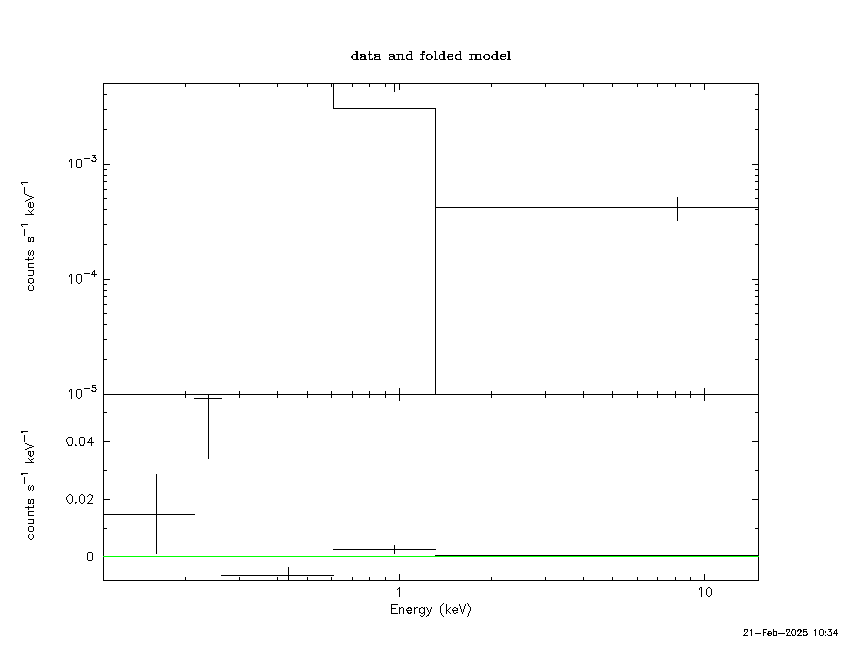 data and folded model
counts s⁻¹ keV⁻¹
10⁻³
10⁻⁴
10⁻⁵
counts s⁻¹ keV⁻¹
0.04
0.02
0
1
10
Energy (keV)
21-Feb-2025 10:34